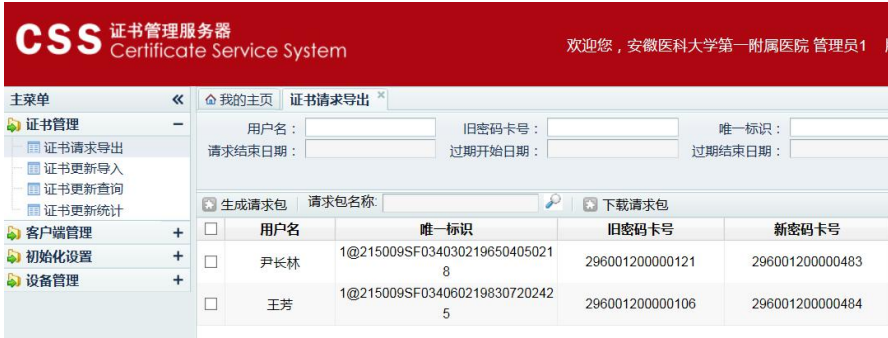 CSS 证书管理服务器
Certificate Service System
欢迎您，安徽医科大学第一附属医院 管理员1
主菜单 «
我的主页 证书请求导出 ×
证书管理
证书请求导出
证书更新导入
证书更新查询
证书更新统计
客户端管理 +
初始化设置 +
设备管理 +
用户名： 旧密码卡号： 唯一标识：
请求结束日期： 过期开始日期： 过期结束日期：
生成请求包 请求包名称: 下载请求包
用户名 唯一标识 旧密码卡号 新密码卡号
尹长林 1@215009SF034030219650405021
8 296001200000121 296001200000483
王芳 1@215009SF034060219830720242
5 296001200000106 296001200000484